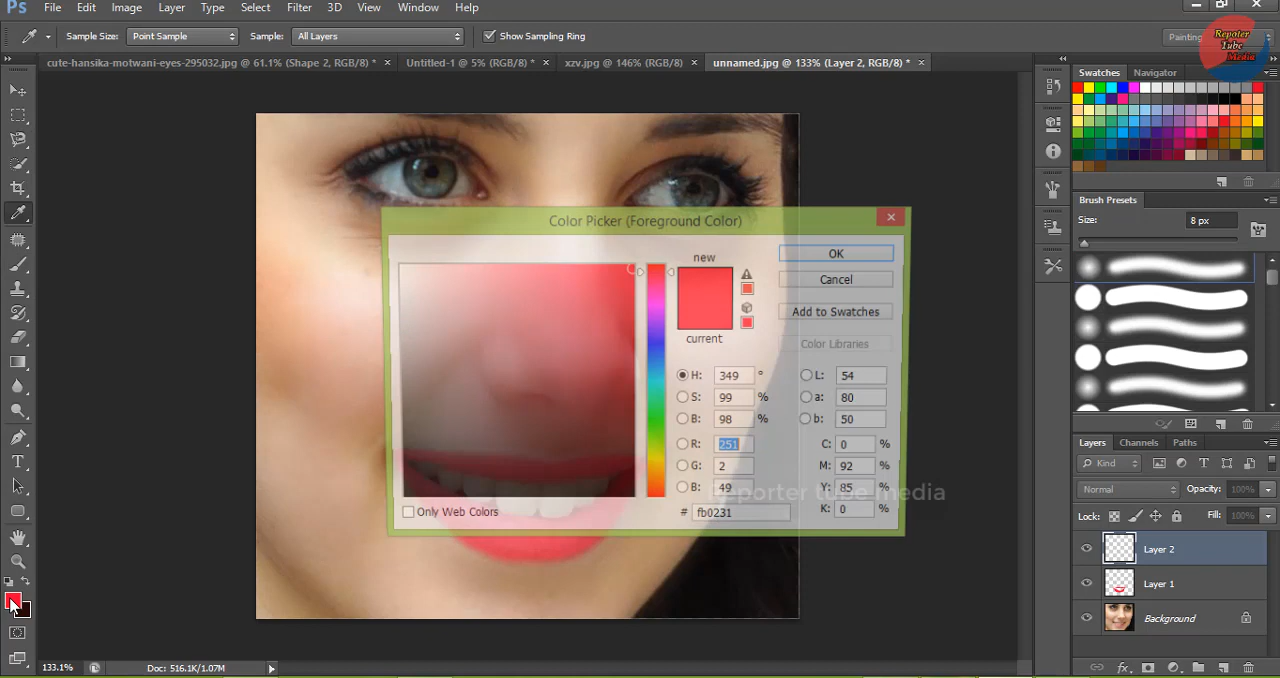 Ps File Edit Image Layer Type Select Filter 3D View Window Help
Sample Size: Point Sample Sample: All Layers Show Sampling Ring Painting
Repoter
Tube
Media
cute-hansika-motwani-eyes-295032.jpg @ 61.1% (Shape 2, RGB/8) * × Untitled-1 @ 5% (RGB/8) * × xzv.jpg @ 146% (RGB/8) × unnamed.jpg @ 133% (Layer 2, RGB/8) * ×
Swatches Navigator
Brush Presets
Size: 8 px
Color Picker (Foreground Color)
new
current
OK
Cancel
Add to Swatches
Color Libraries
H: 349 ° L: 54
S: 99 % a: 80
B: 98 % b: 50
R: 251 C: 0 %
G: 2 M: 92 %
B: 49 Y: 85 %
# fb0231 K: 0 %
Only Web Colors
Reporter tube media
Layers Channels Paths
Kind
Normal Opacity: 100%
Lock: Fill: 100%
Layer 2
Layer 1
Background
133.1% Doc: 516.1K/1.07M